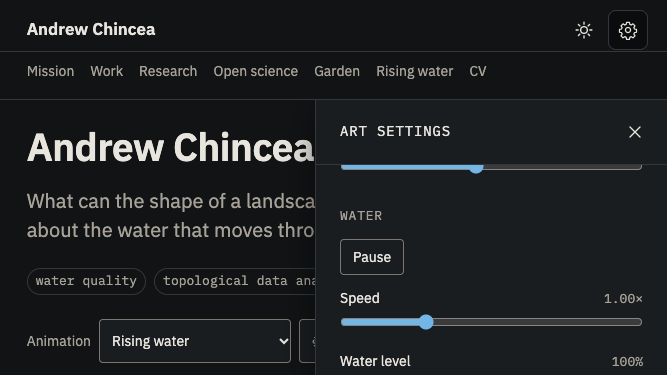 Andrew Chincea
Mission Work Research Open science Garden Rising water CV
Andrew Chincea
What can the shape of a landsca
about the water that moves thro
water quality topological data ana
Animation Rising water
ART SETTINGS
WATER
Pause
Speed 1.00×
Water level 100%